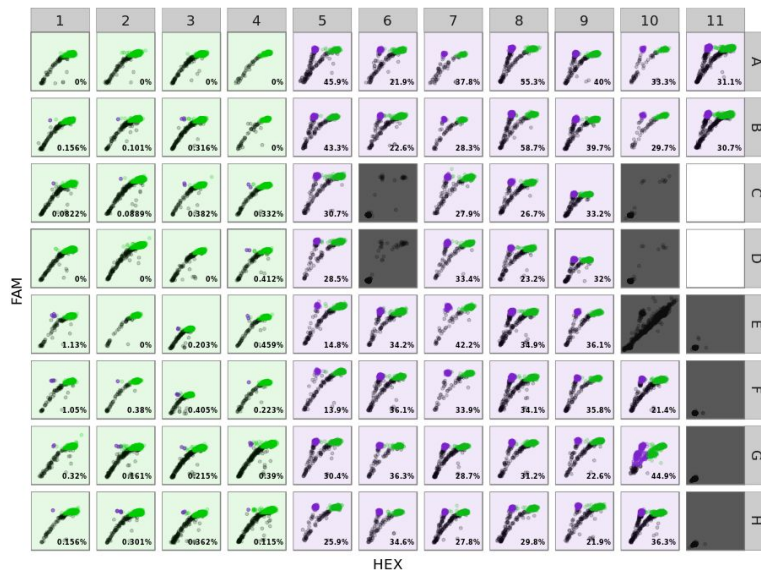 1 2 3 4 5 6 7 8 9 10 11
0% 0% 0% 0% 45.9% 21.9% 37.8% 55.3% 40% 33.3% 31.1% A
0.156% 0.101% 0.316% 0% 43.3% 22.6% 28.3% 58.7% 39.7% 29.7% 30.7% B
0.0822% 0.0889% 0.382% 0.332% 30.7% 27.9% 26.7% 33.2% C
0% 0% 0% 0.412% 28.5% 33.4% 23.2% 32% D
FAM
1.13% 0% 0.203% 0.459% 14.8% 34.2% 42.2% 34.9% 36.1% E
1.05% 0.38% 0.405% 0.223% 13.9% 36.1% 33.9% 34.1% 35.8% 21.4% F
0.32% 0.161% 0.215% 0.39% 30.4% 36.3% 28.7% 31.2% 22.6% 44.9% G
0.156% 0.301% 0.362% 0.115% 25.9% 34.6% 27.8% 29.8% 21.9% 36.3% H
HEX